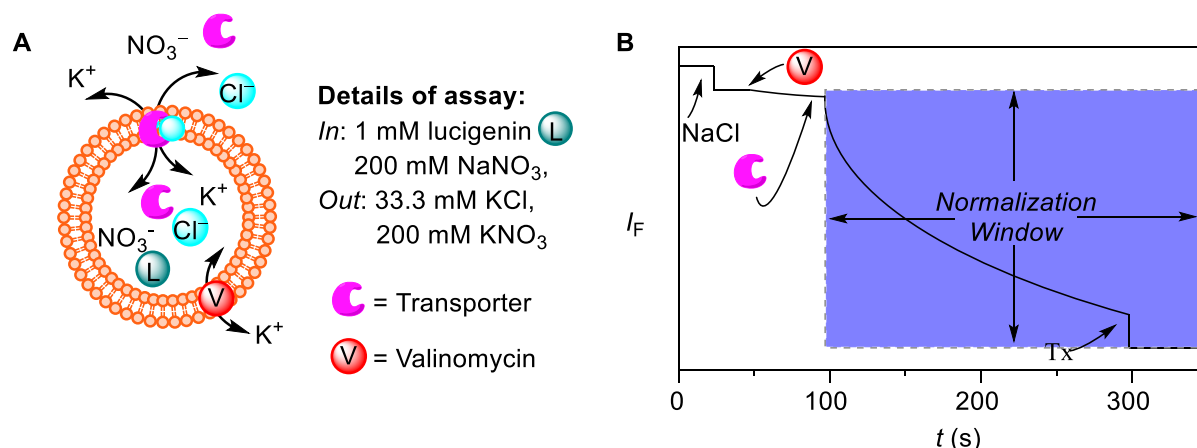 A
NO₃⁻
K⁺
Cl⁻
K⁺
NO₃⁻
Cl⁻
L
V
K⁺
Details of assay:
In: 1 mM lucigenin L
200 mM NaNO₃,
Out: 33.3 mM KCl,
200 mM KNO₃
= Transporter
V = Valinomycin
B
V
NaCl
Normalization
Window
I_F
Tx
0 100 200 300
t (s)